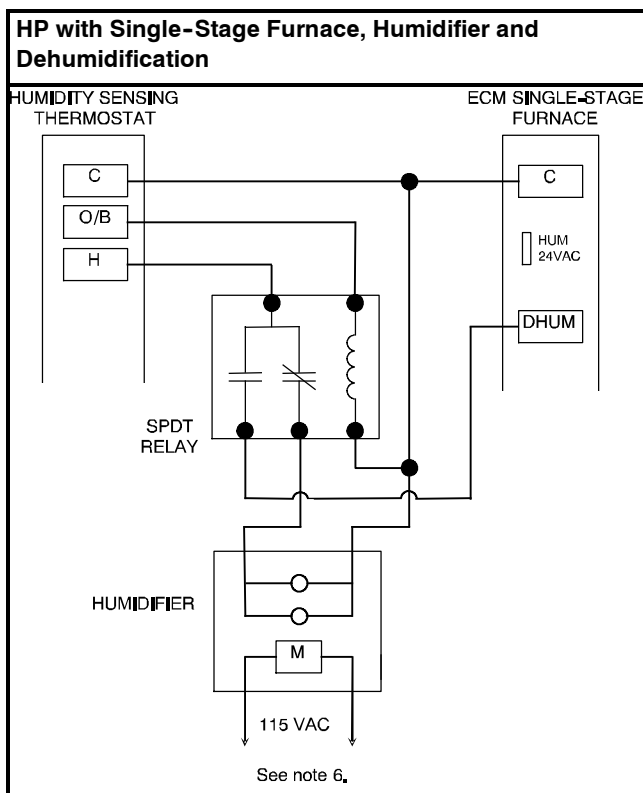 HP with Single-Stage Furnace, Humidifier and
Dehumidification
HUMIDITY SENSING
THERMOSTAT
ECM SINGLE-STAGE
FURNACE
C
C
O/B
HUM
24VAC
H
DHUM
SPDT
RELAY
HUMIDIFIER
M
115 VAC
See note 6.